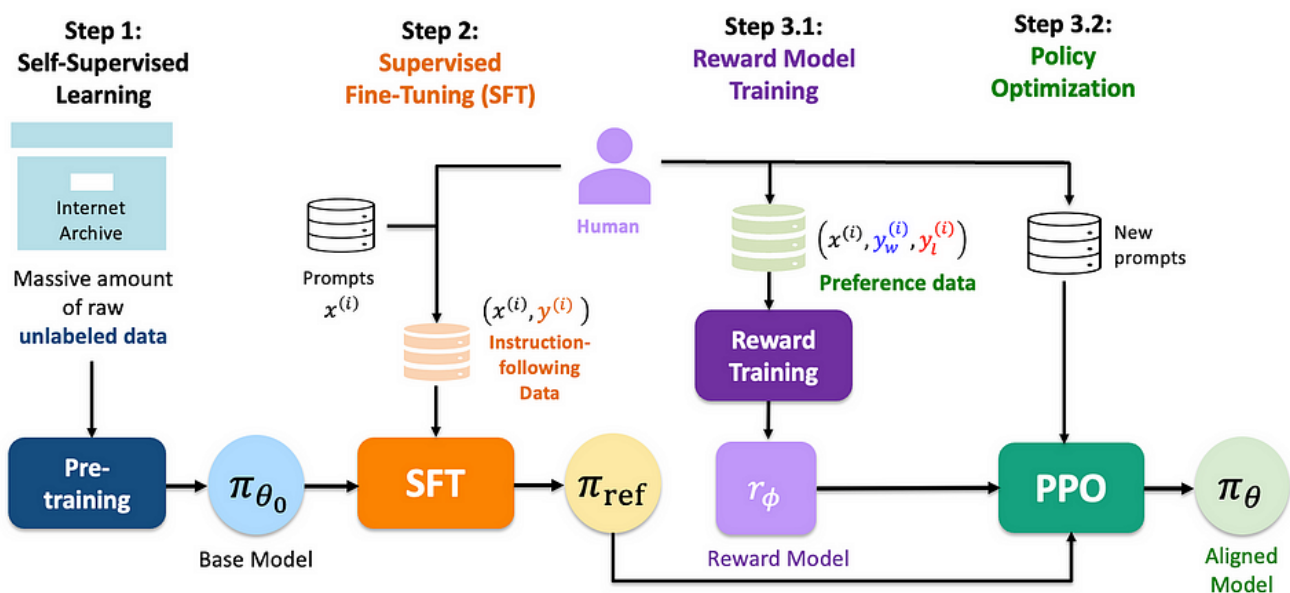 Step 1:
Self-Supervised
Learning
Step 2:
Supervised
Fine-Tuning (SFT)
Step 3.1:
Reward Model
Training
Step 3.2:
Policy
Optimization
Internet
Archive
Massive amount
of raw
unlabeled data
Prompts
x⁽ⁱ⁾
Human
(x⁽ⁱ⁾, y⁽ⁱ⁾)
Instruction-
following
Data
(x⁽ⁱ⁾, y_w⁽ⁱ⁾, y_l⁽ⁱ⁾)
Preference data
New
prompts
Reward
Training
Pre-
training
π_θ₀
Base Model
SFT
π_ref
r_ϕ
Reward Model
PPO
π_θ
Aligned
Model